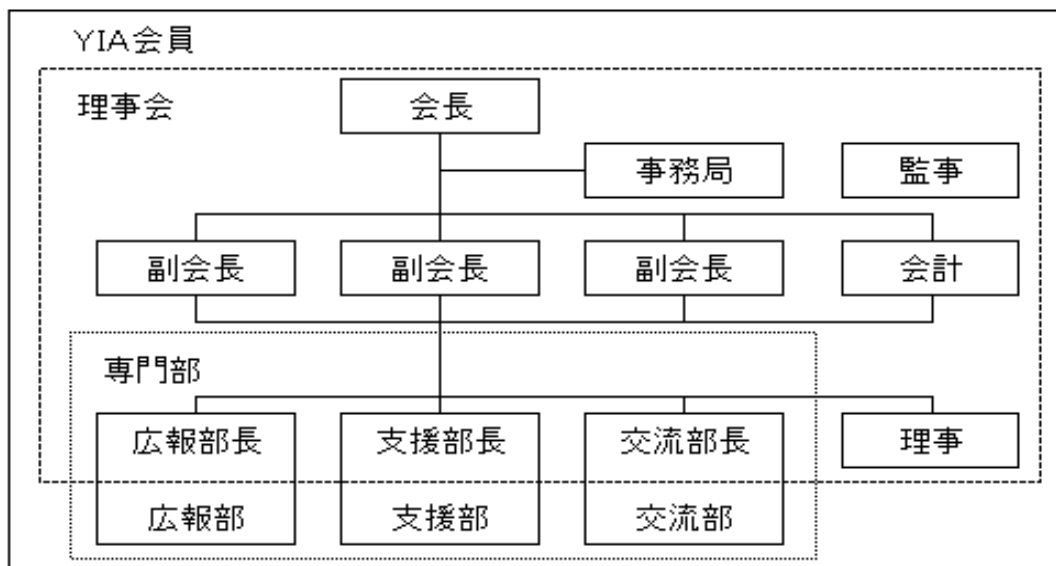 YIA会員
理事会
会長
事務局
監事
副会長
副会長
副会長
会計
専門部
広報部長
支援部長
交流部長
理事
広報部
支援部
交流部